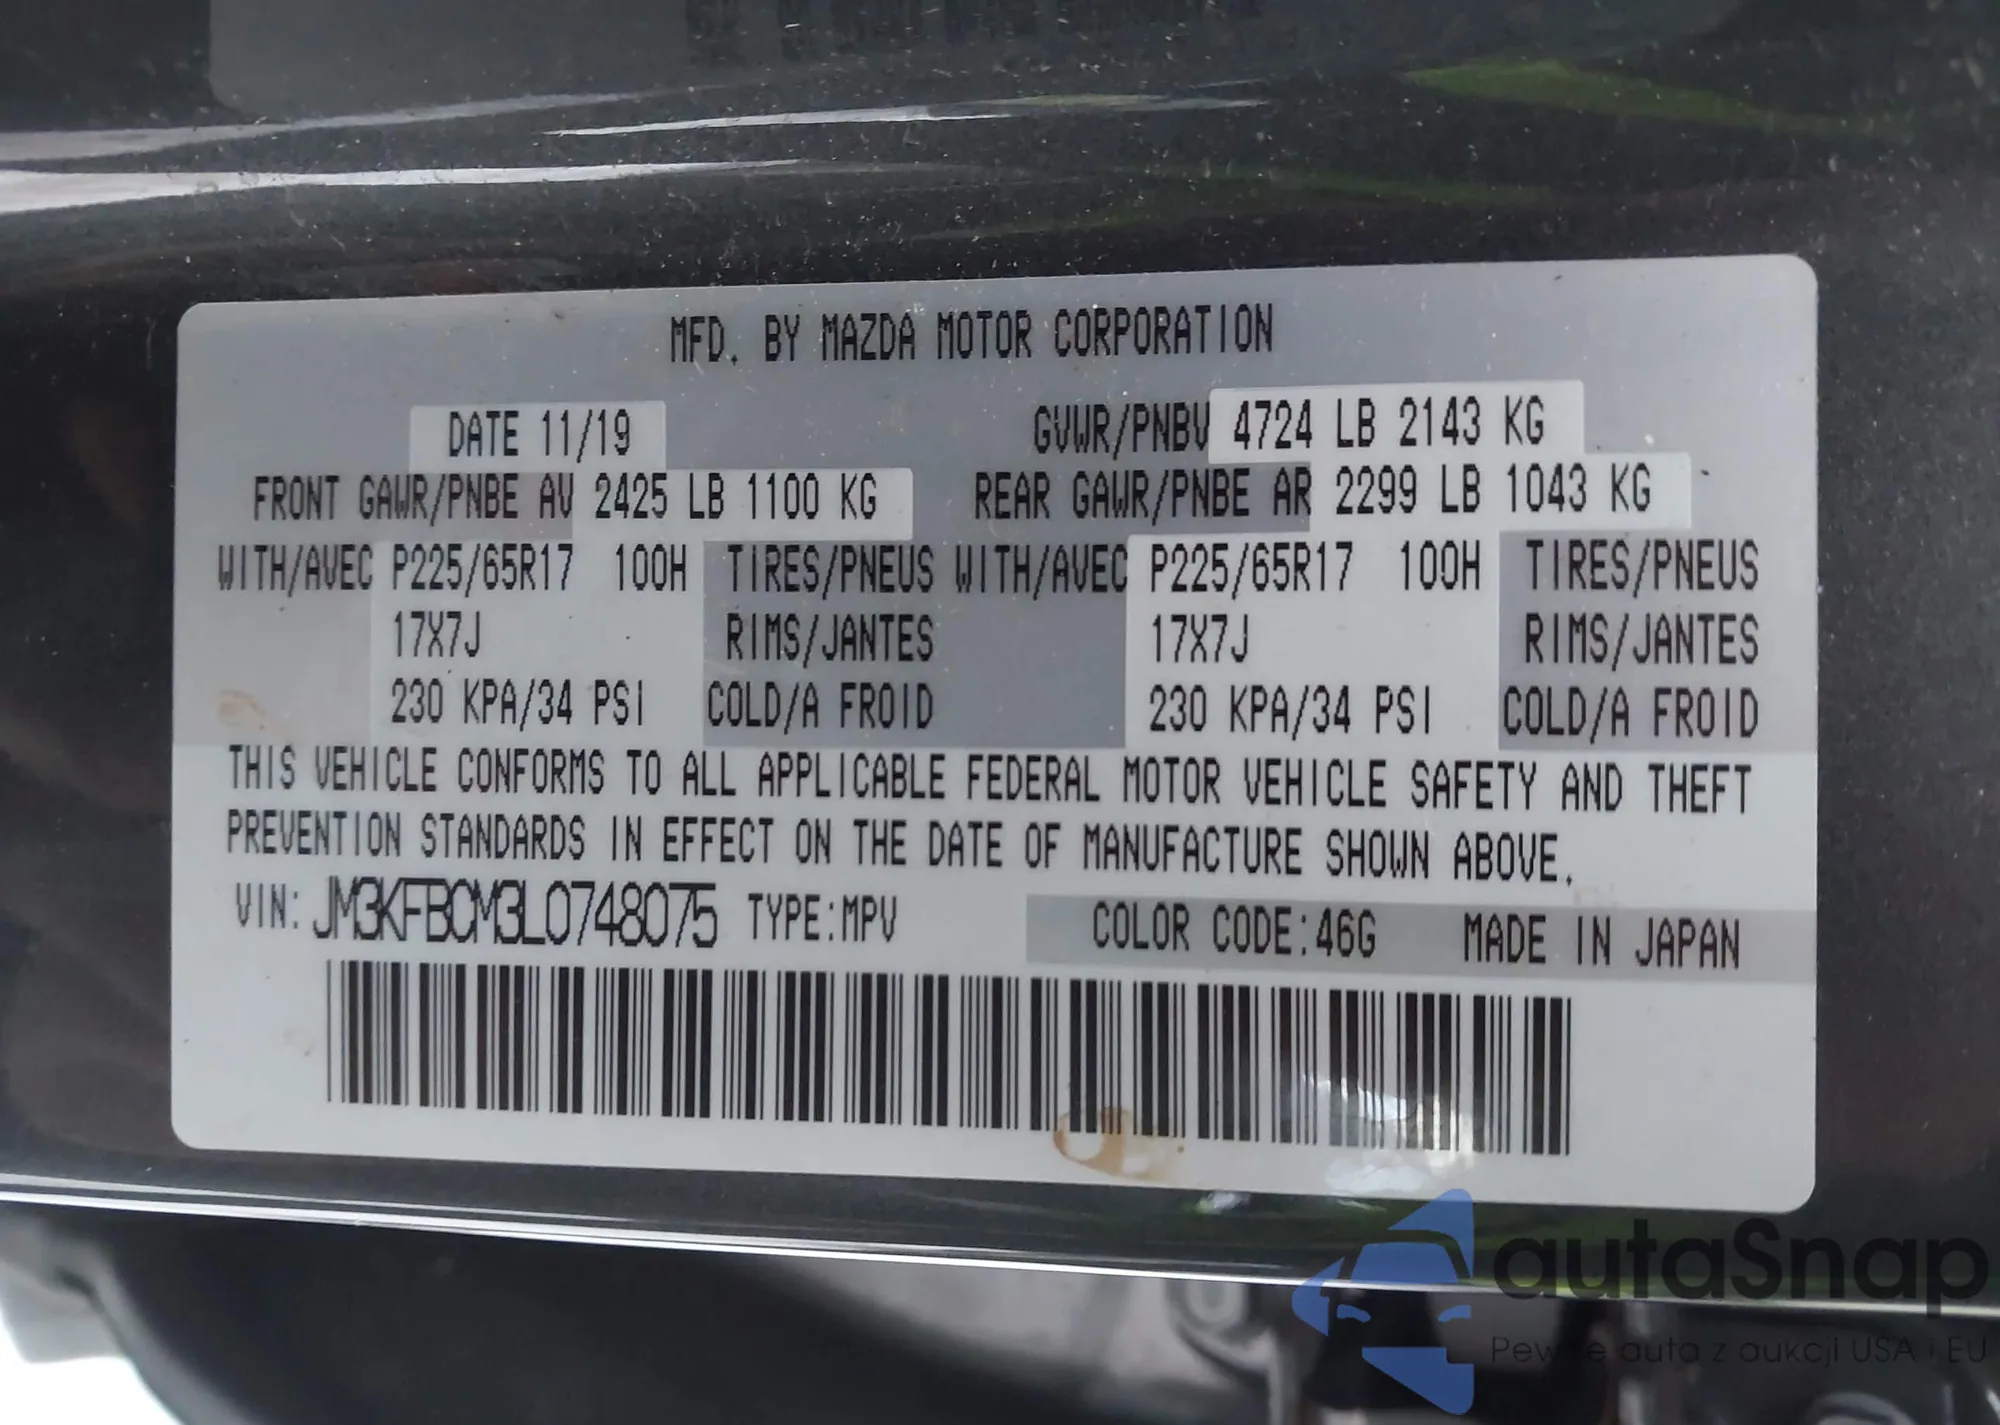 MFD. BY MAZDA MOTOR CORPORATION
DATE 11/19 GVWR/PNBV 4724 LB 2143 KG
FRONT GAWR/PNBE AV 2425 LB 1100 KG REAR GAWR/PNBE AR 2299 LB 1043 KG
WITH/AVEC P225/65R17 100H TIRES/PNEUS WITH/AVEC P225/65R17 100H TIRES/PNEUS
17X7J RIMS/JANTES 17X7J RIMS/JANTES
230 KPA/34 PSI COLD/A FROID 230 KPA/34 PSI COLD/A FROID
THIS VEHICLE CONFORMS TO ALL APPLICABLE FEDERAL MOTOR VEHICLE SAFETY AND THEFT
PREVENTION STANDARDS IN EFFECT ON THE DATE OF MANUFACTURE SHOWN ABOVE.
VIN: JM3KFBCM3L0748075 TYPE:MPV COLOR CODE:46G MADE IN JAPAN
autaSnap
Pewne auta z aukcji USA i EU